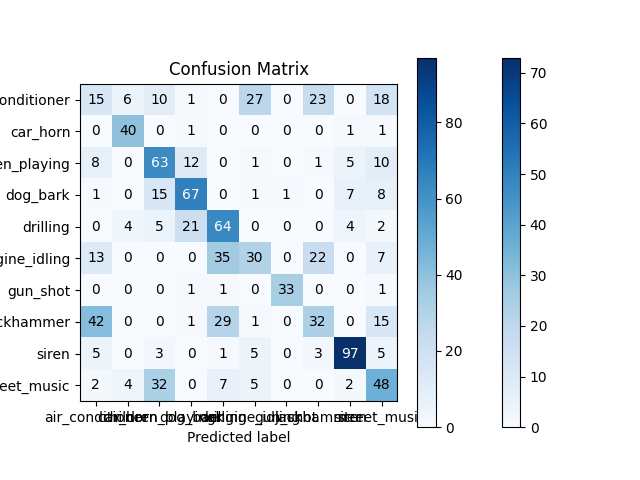 Confusion Matrix
onditioner 15 6 10 1 0 27 0 23 0 18
car_horn 0 40 0 1 0 0 0 0 1 1
en_playing 8 0 63 12 0 1 0 1 5 10
dog_bark 1 0 15 67 0 1 1 0 7 8
drilling 0 4 5 21 64 0 0 0 4 2
gine_idling 13 0 0 0 35 30 0 22 0 7
gun_shot 0 0 0 1 1 0 33 0 0 1
ckhammer 42 0 0 1 29 1 0 32 0 15
siren 5 0 3 0 1 5 0 3 97 5
eet_music 2 4 32 0 7 5 0 0 2 48
air_conditioner
Predicted label
80
60
40
20
0
70
60
50
40
30
20
10
0